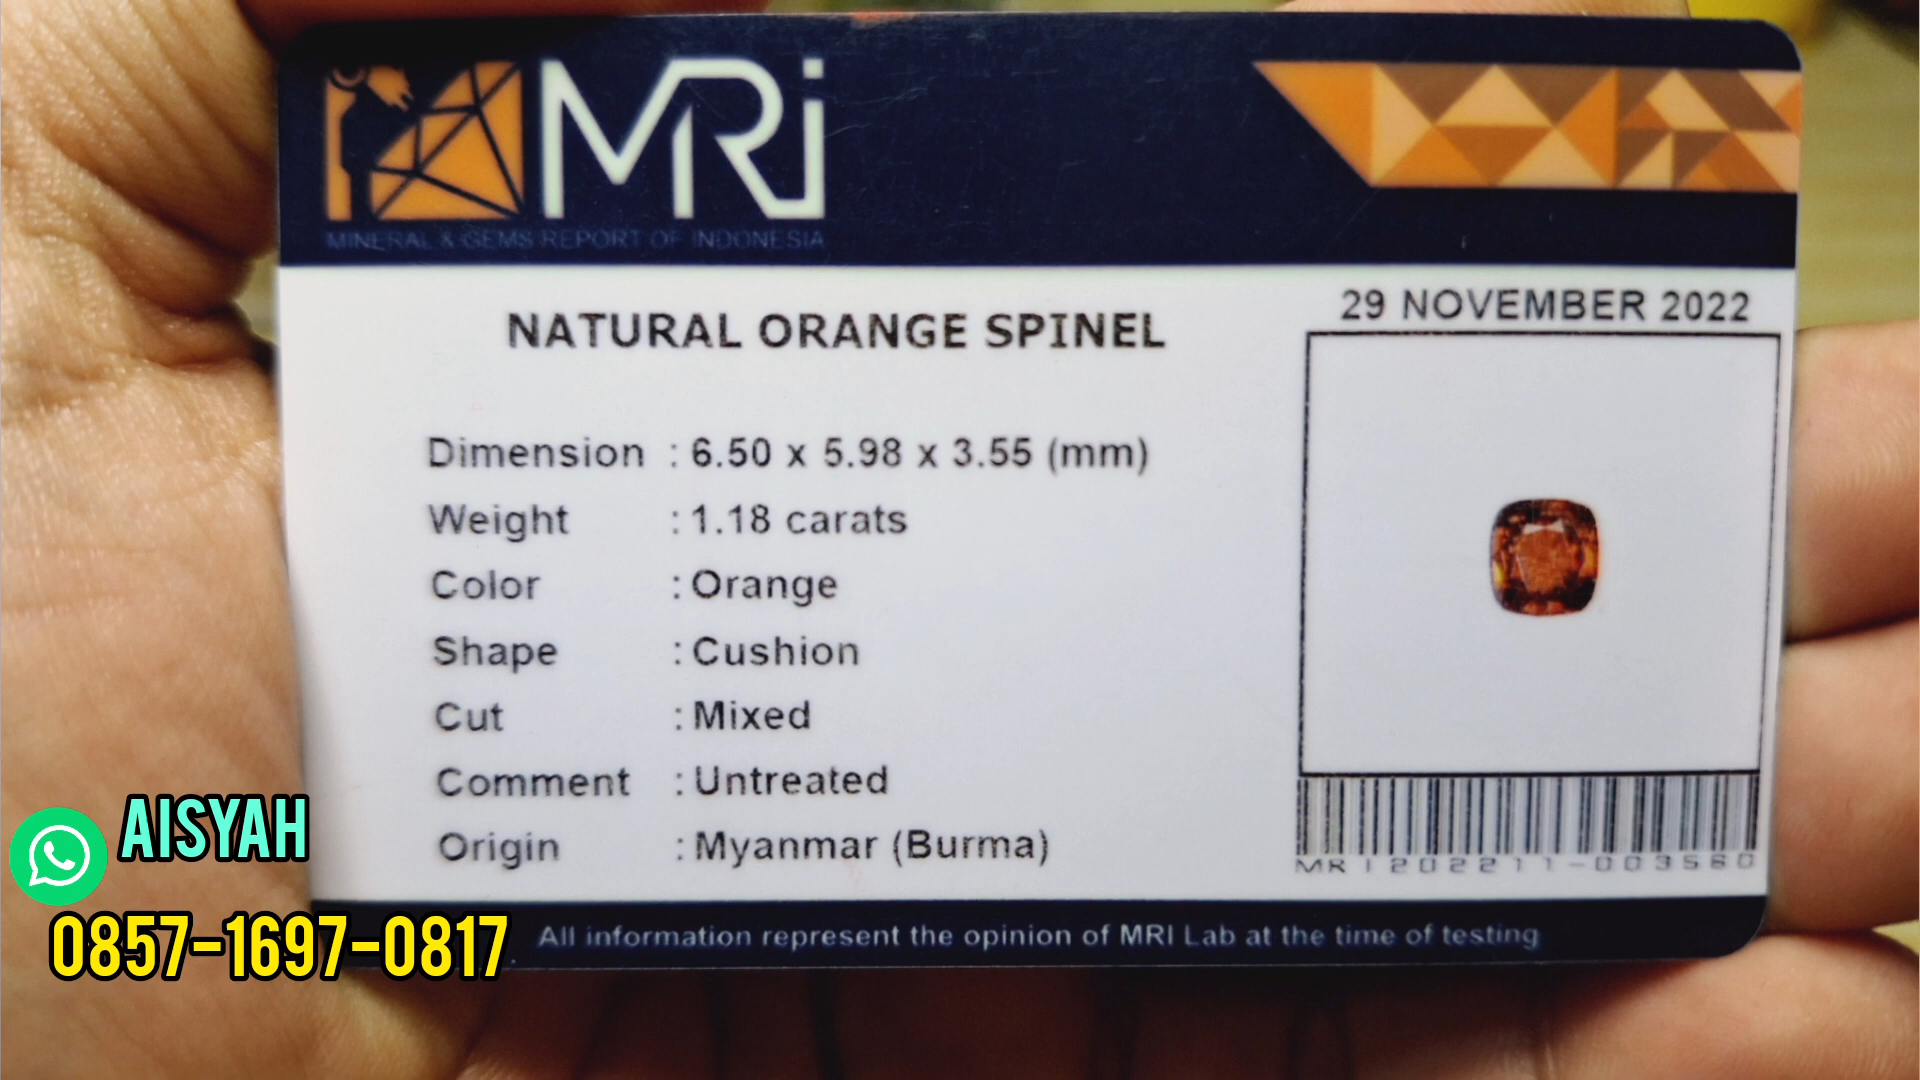 MRI
MINERAL & GEMS REPORT OF INDONESIA
29 NOVEMBER 2022
NATURAL ORANGE SPINEL
Dimension : 6.50 x 5.98 x 3.55 (mm)
Weight : 1.18 carats
Color : Orange
Shape : Cushion
Cut : Mixed
Comment : Untreated
Origin : Myanmar (Burma)
MRI202211-003560
All information represent the opinion of MRI Lab at the time of testing
AISYAH
0857-1697-0817